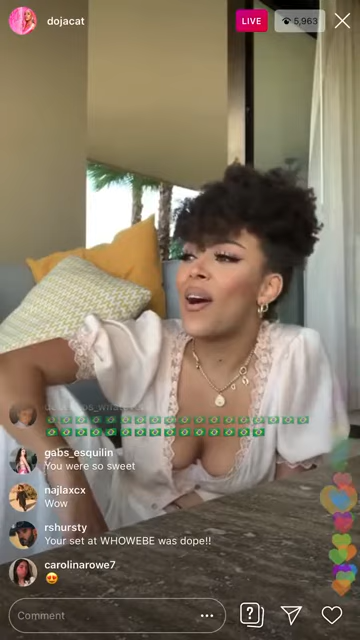 dojacat
LIVE
5,963
🇧🇷🇧🇷🇧🇷🇧🇷🇧🇷🇧🇷🇧🇷🇧🇷🇧🇷🇧🇷🇧🇷🇧🇷🇧🇷🇧🇷🇧🇷🇧🇷
🇧🇷🇧🇷🇧🇷🇧🇷🇧🇷🇧🇷🇧🇷🇧🇷🇧🇷🇧🇷🇧🇷🇧🇷🇧🇷
gabs_esquilin
You were so sweet
najlaxcx
Wow
rshursty
Your set at WHOWEBE was dope!!
carolinarowe7
😍
Comment